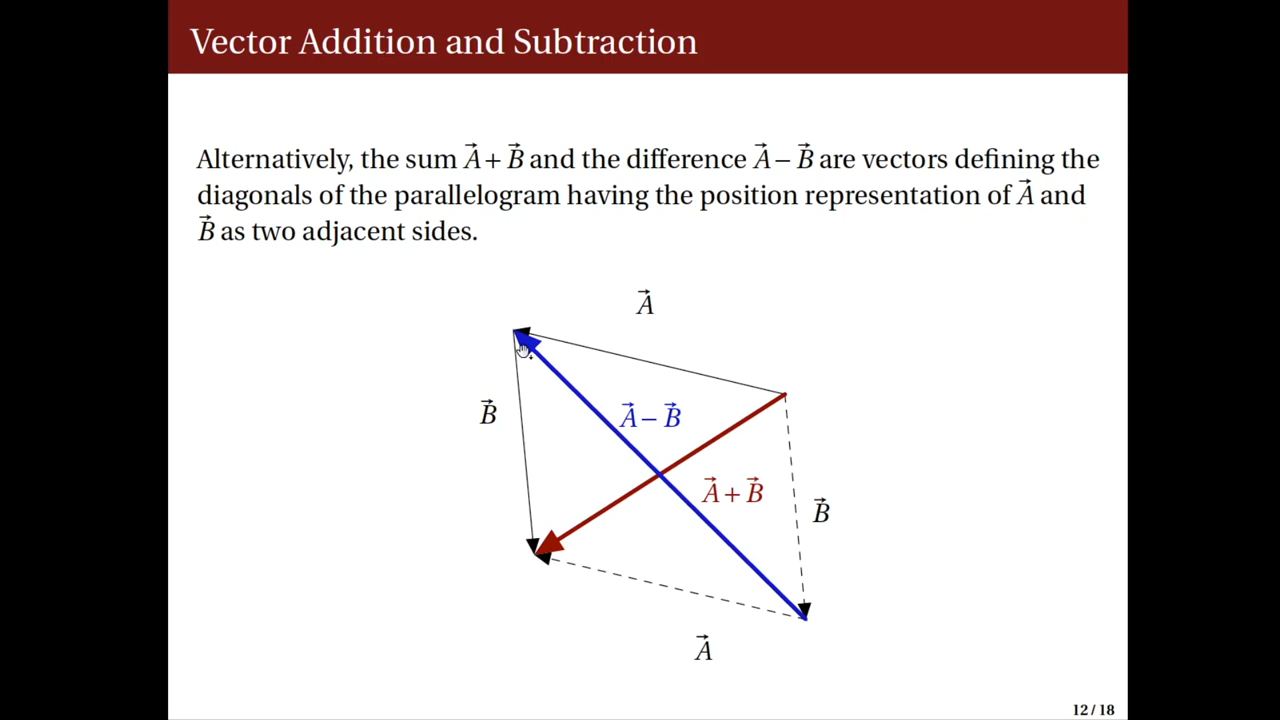 Vector Addition and Subtraction
Alternatively, the sum A⃗ + B⃗ and the difference A⃗ − B⃗ are vectors defining the
diagonals of the parallelogram having the position representation of A⃗ and
B⃗ as two adjacent sides.
A⃗
B⃗
A⃗ − B⃗
A⃗ + B⃗
B⃗
A⃗
12 / 18